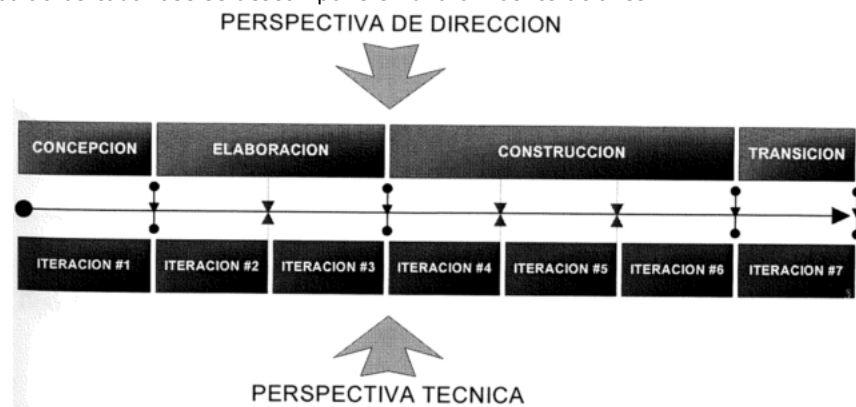 PERSPECTIVA DE DIRECCION
CONCEPCION ELABORACION CONSTRUCCION TRANSICION
ITERACION #1 ITERACION #2 ITERACION #3 ITERACION #4 ITERACION #5 ITERACION #6 ITERACION #7
PERSPECTIVA TECNICA